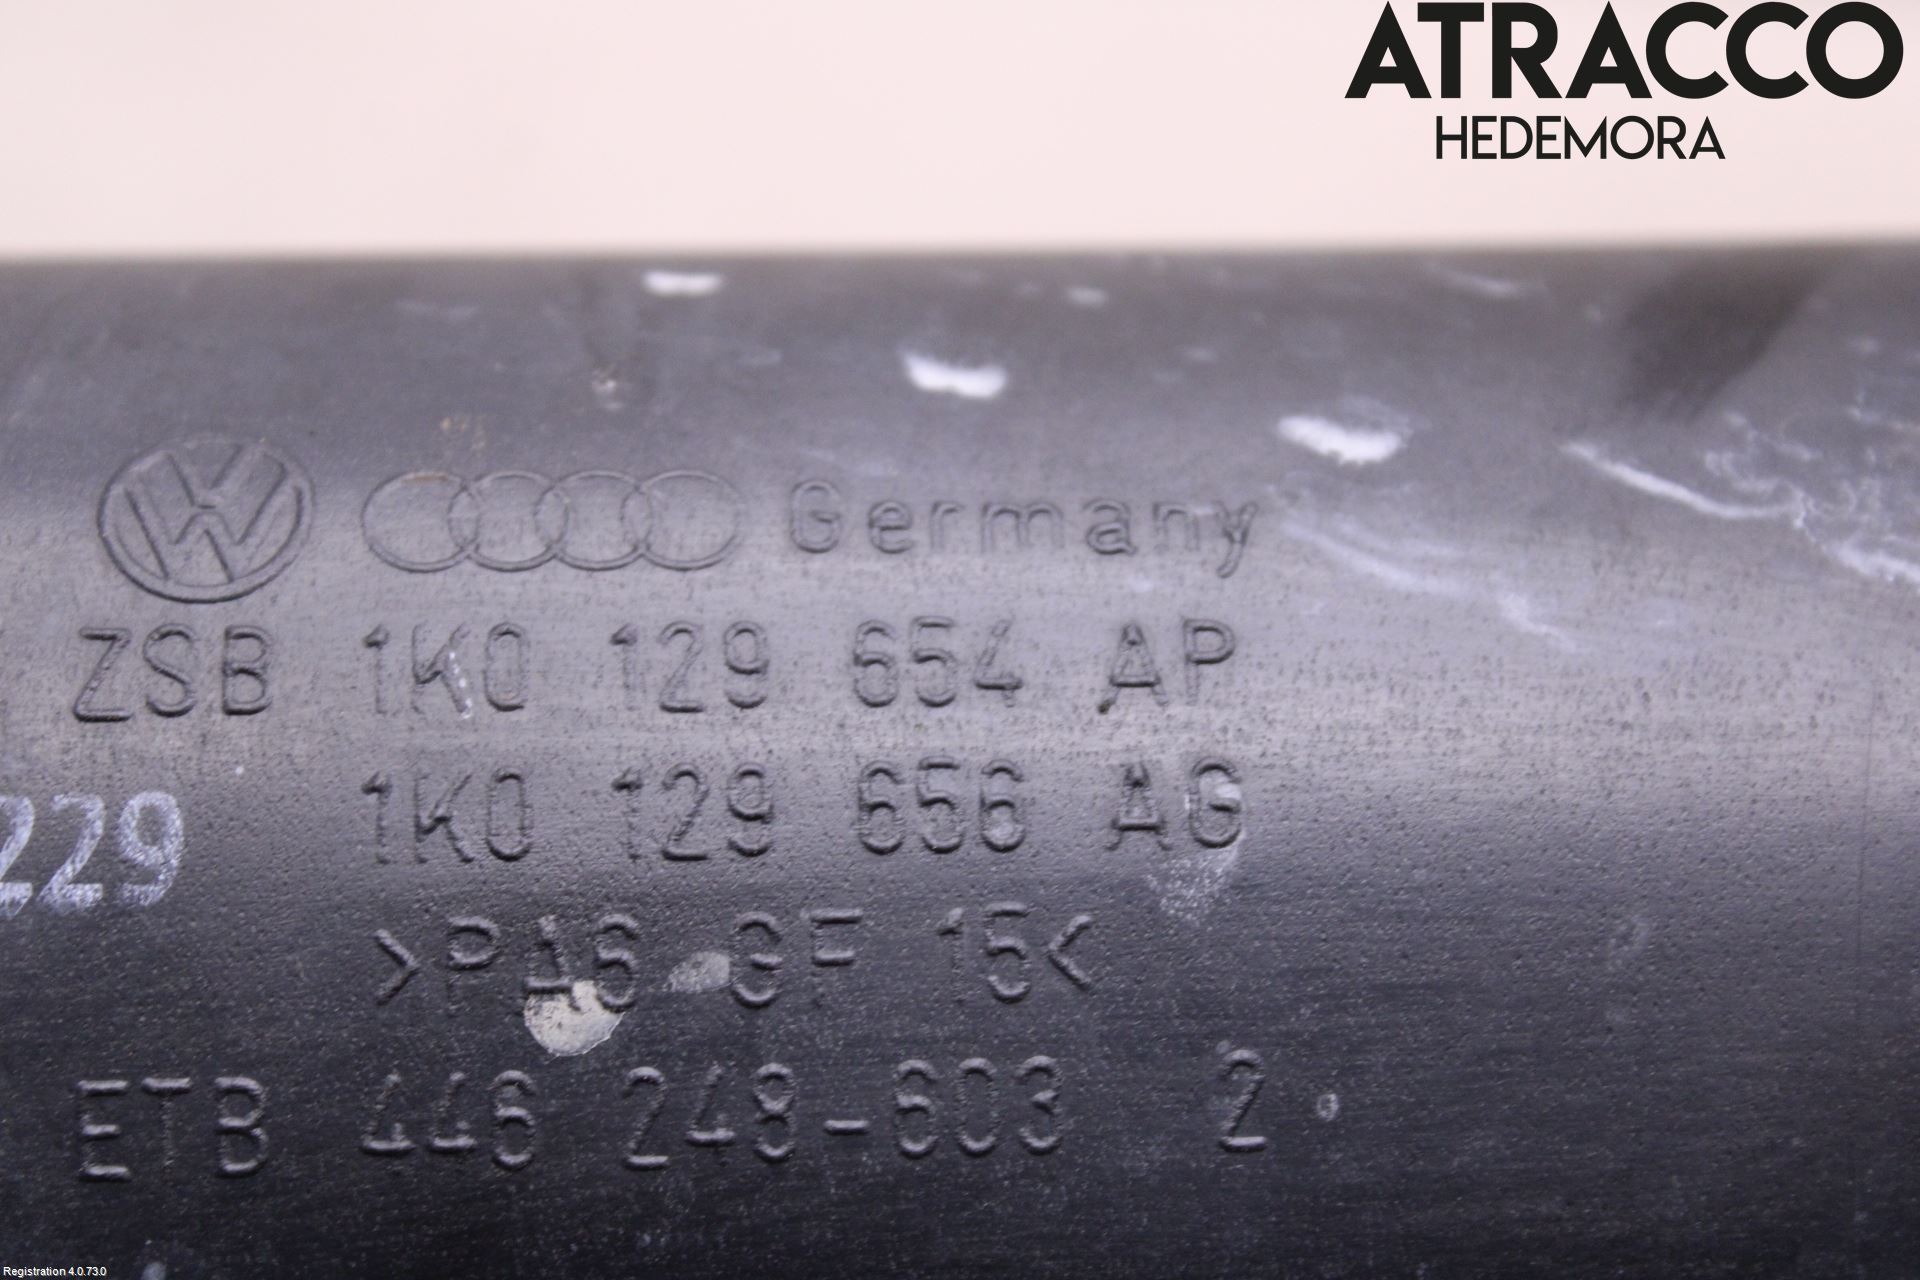 ATRACCO
HEDEMORA
Germany
ZSB 1K0 129 654 AP
1K0 129 656 AG
229
>PA6 GF 15<
ETB 446 248-603 2
Registration 4.0.73.0